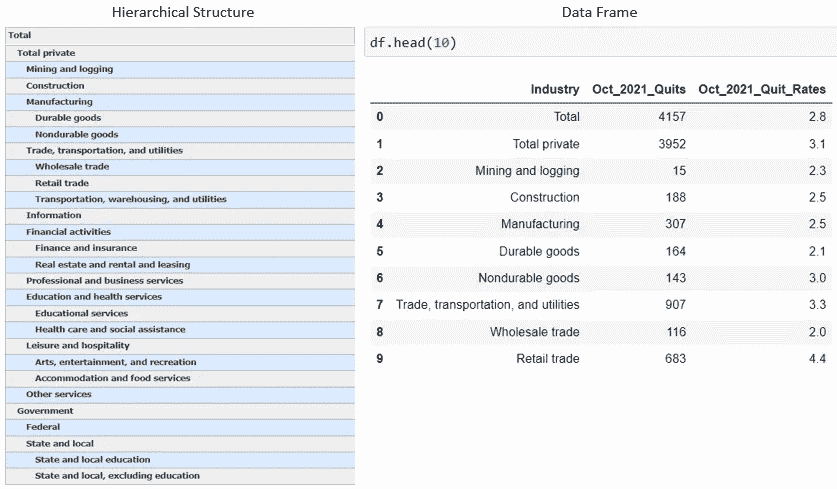 Hierarchical Structure
Total
Total private
Mining and logging
Construction
Manufacturing
Durable goods
Nondurable goods
Trade, transportation, and utilities
Wholesale trade
Retail trade
Transportation, warehousing, and utilities
Information
Financial activities
Finance and insurance
Real estate and rental and leasing
Professional and business services
Education and health services
Educational services
Health care and social assistance
Leisure and hospitality
Arts, entertainment, and recreation
Accommodation and food services
Other services
Government
Federal
State and local
State and local education
State and local, excluding education
Data Frame
df.head(10)
Industry Oct_2021_Quits Oct_2021_Quit_Rates
0 Total 4157 2.8
1 Total private 3952 3.1
2 Mining and logging 15 2.3
3 Construction 188 2.5
4 Manufacturing 307 2.5
5 Durable goods 164 2.1
6 Nondurable goods 143 3.0
7 Trade, transportation, and utilities 907 3.3
8 Wholesale trade 116 2.0
9 Retail trade 683 4.4